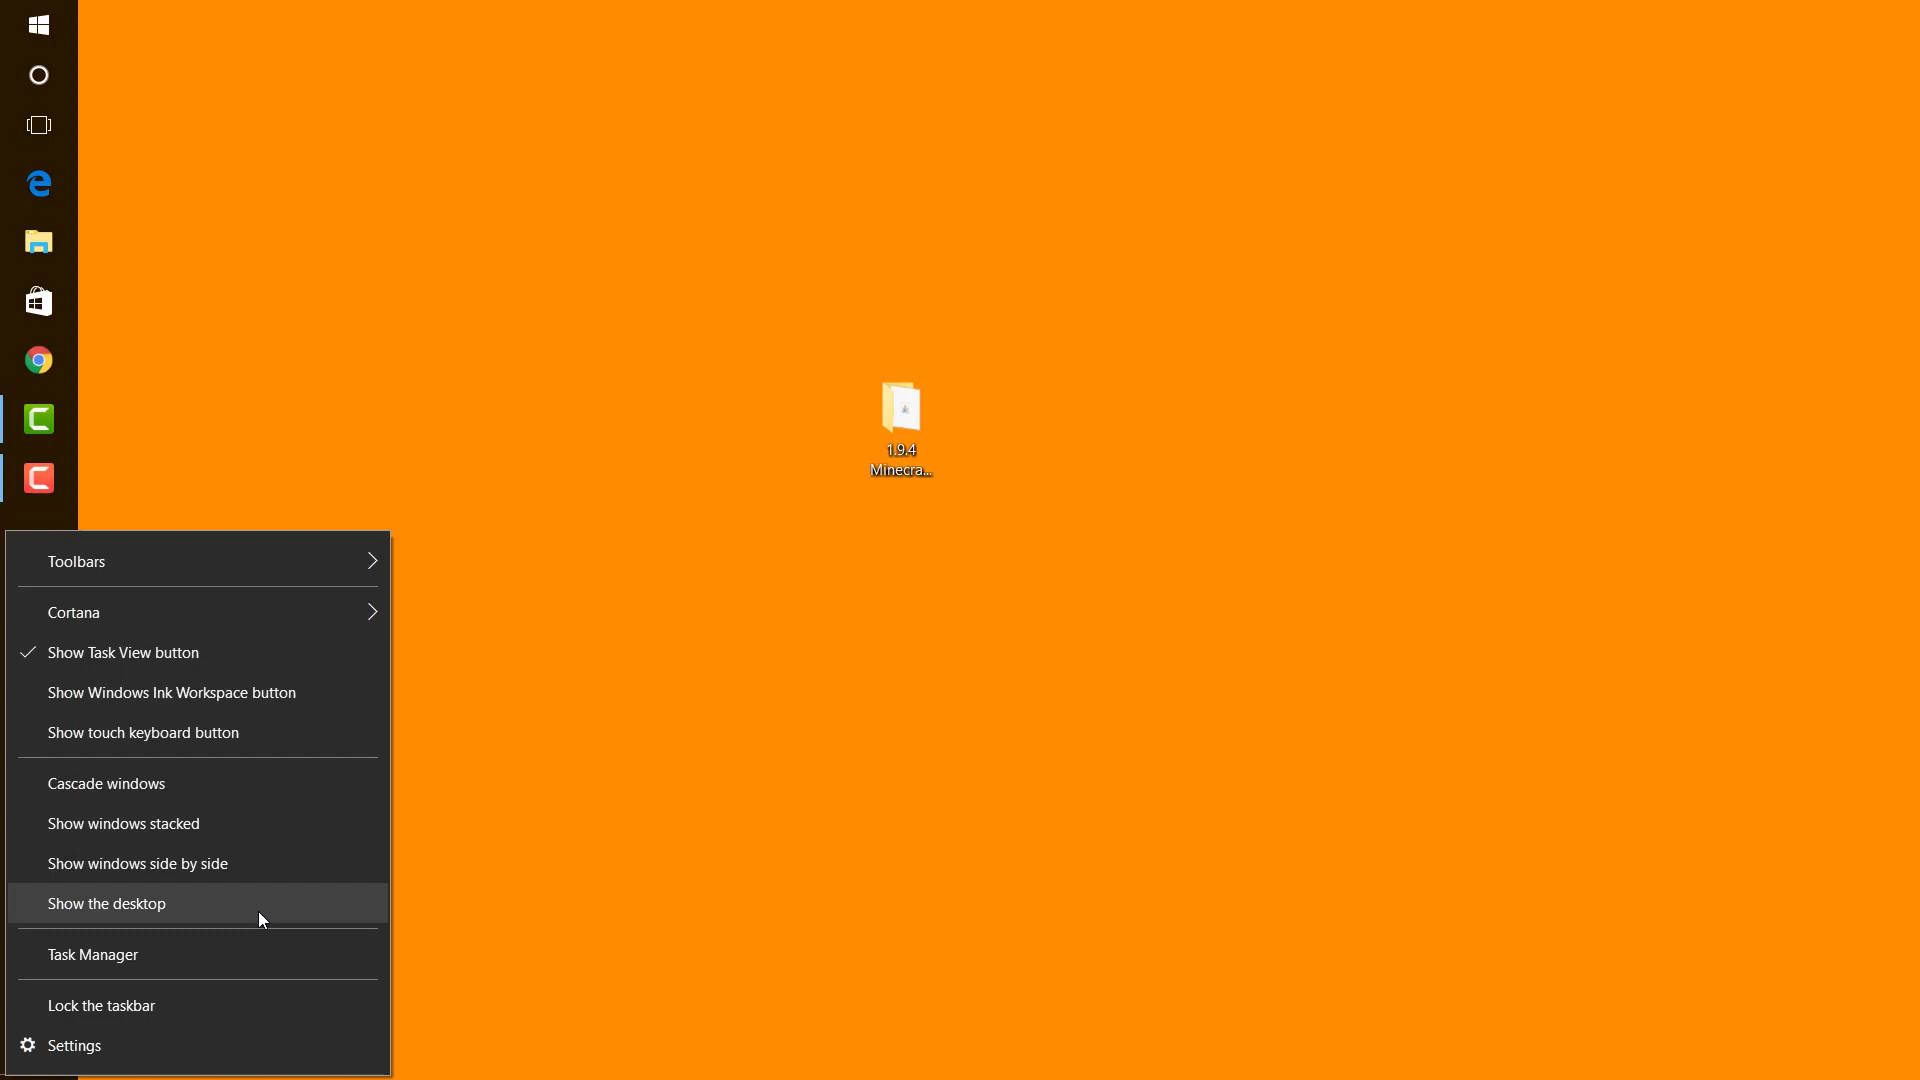 1.9.4
Minecra...
Toolbars
Cortana
Show Task View button
Show Windows Ink Workspace button
Show touch keyboard button
Cascade windows
Show windows stacked
Show windows side by side
Show the desktop
Task Manager
Lock the taskbar
Settings